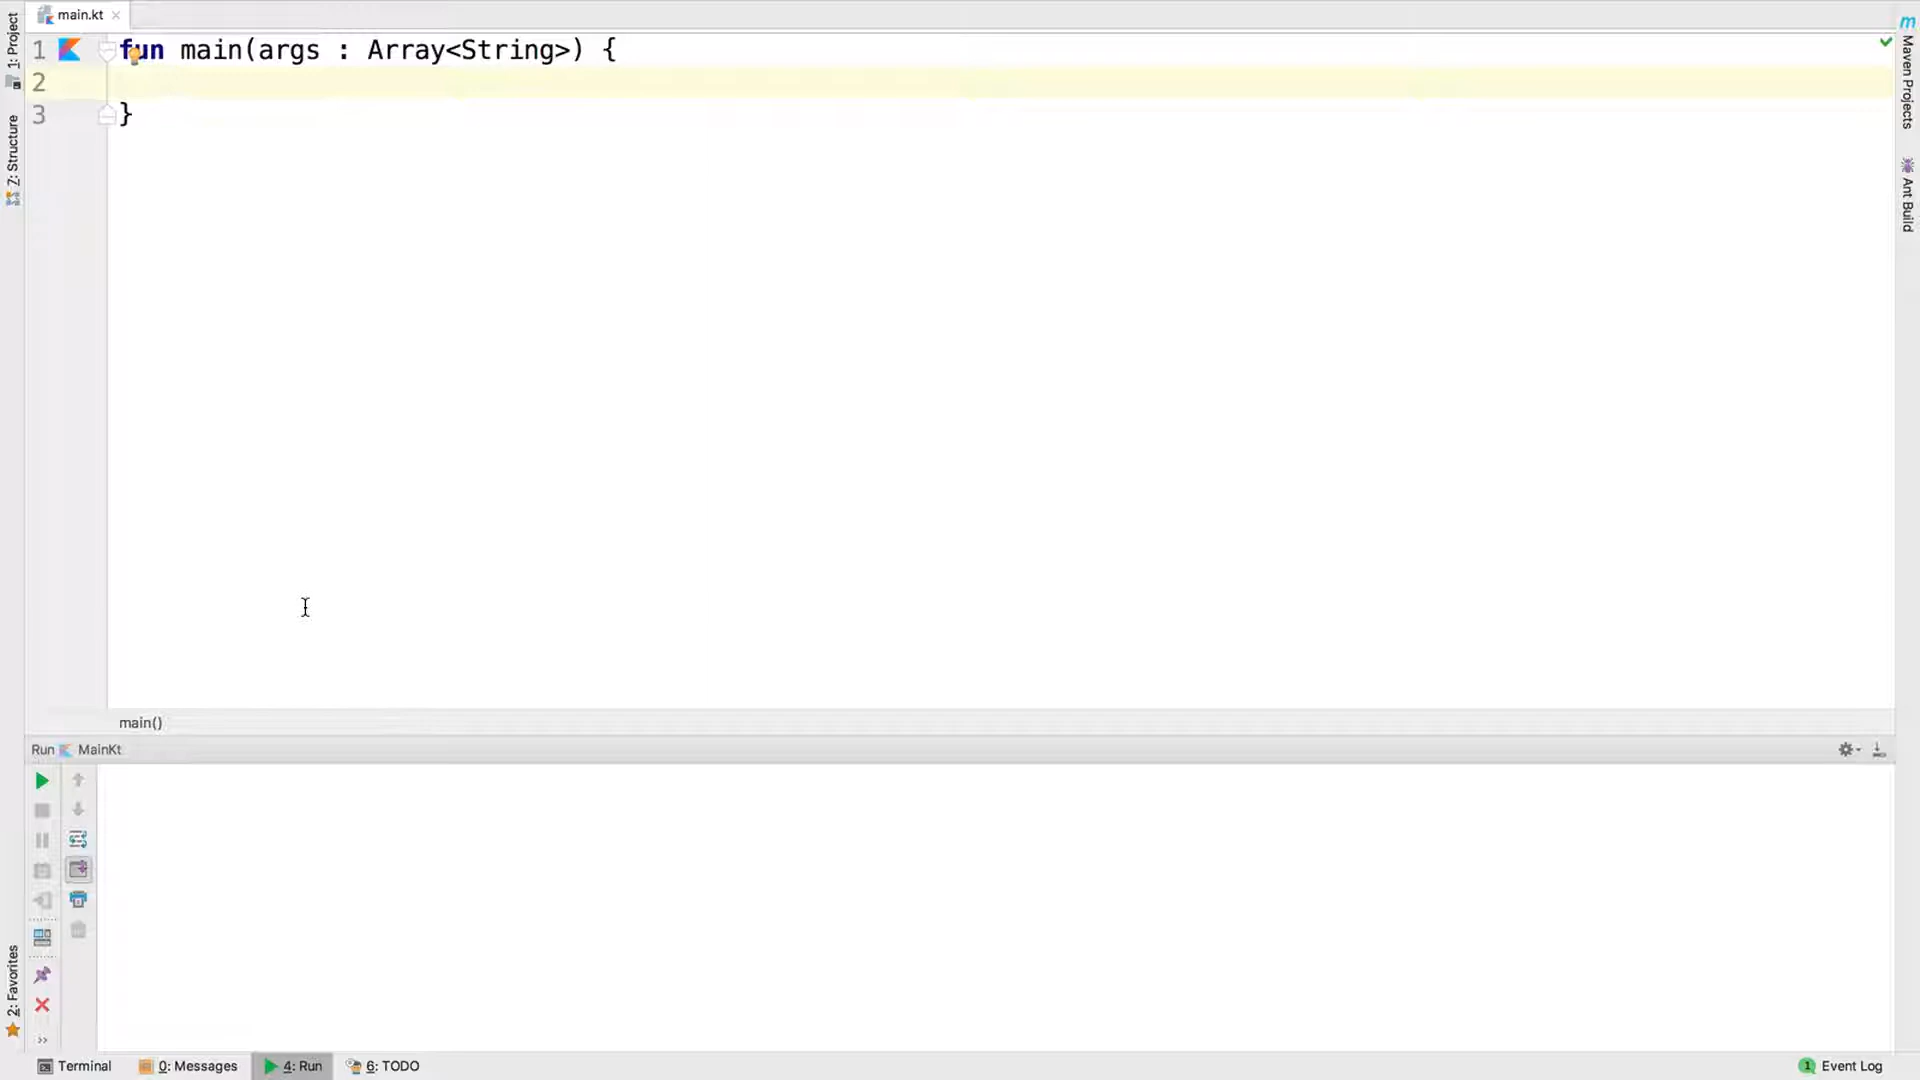 main.kt
1: Project
1 fun main(args : Array<String>) {
2
3 }
Z: Structure
m
Maven Projects
Ant Build
main()
Run MainKt
2: Favorites
Terminal
0: Messages
4: Run
6: TODO
1 Event Log